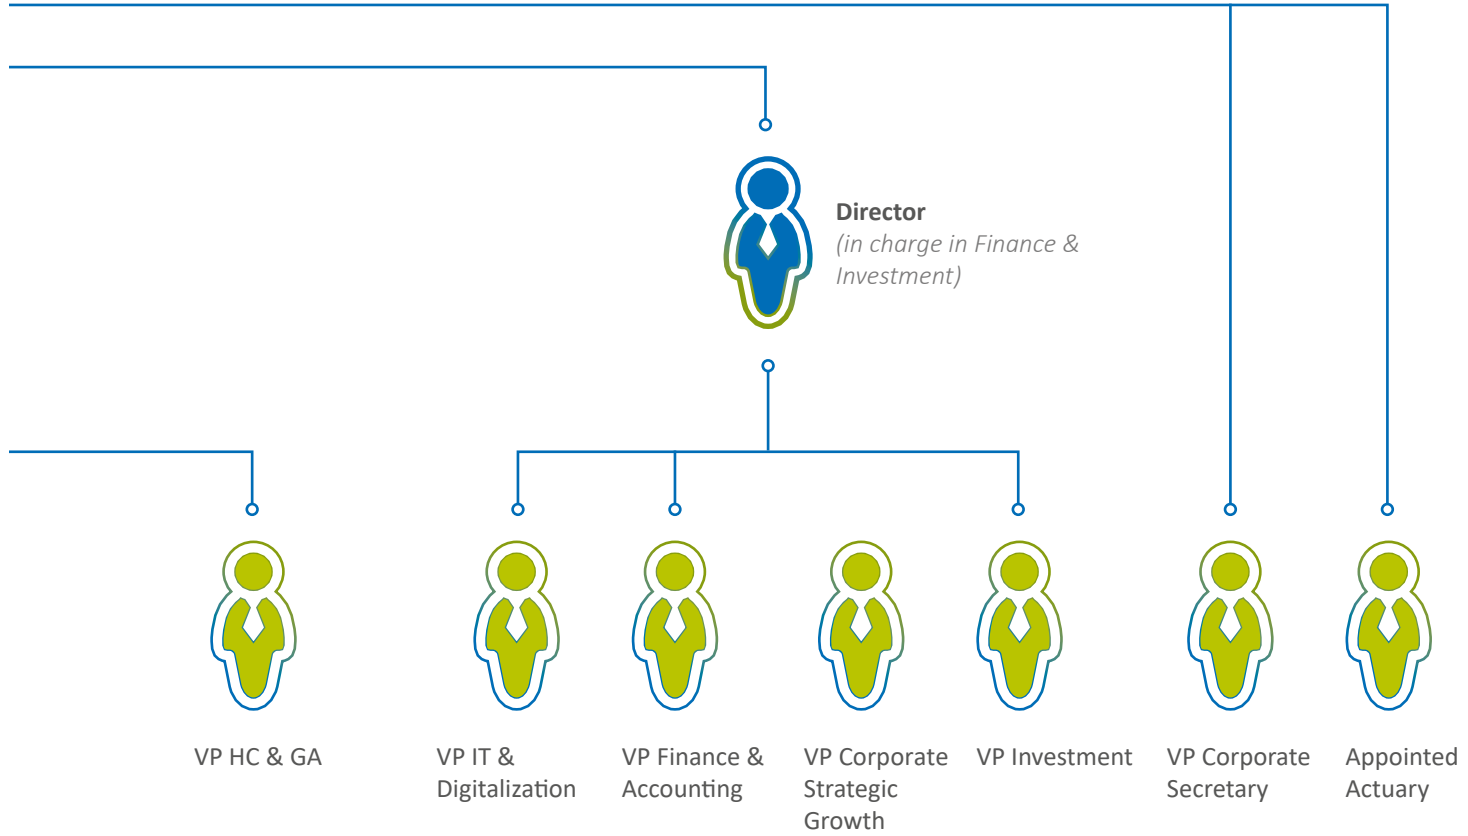 Director
(in charge in Finance &
Investment)
VP HC & GA
VP IT &
Digitalization
VP Finance &
Accounting
VP Corporate
Strategic
Growth
VP Investment
VP Corporate
Secretary
Appointed
Actuary